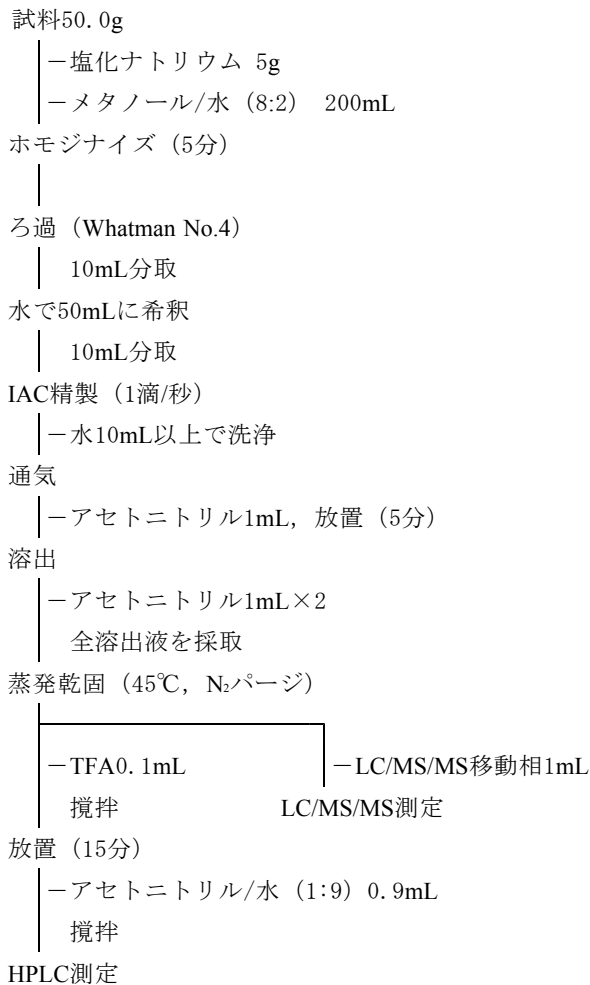 試料50.0g
－塩化ナトリウム 5g
－メタノール/水（8:2） 200mL
ホモジナイズ（5分）
ろ過（Whatman No.4）
10mL分取
水で50mLに希釈
10mL分取
IAC精製（1滴/秒）
－水10mL以上で洗浄
通気
－アセトニトリル1mL，放置（5分）
溶出
－アセトニトリル1mL×2
全溶出液を採取
蒸発乾固（45℃，N₂パージ）
－TFA0.1mL －LC/MS/MS移動相1mL
撹拌 LC/MS/MS測定
放置（15分）
－アセトニトリル/水（1:9）0.9mL
撹拌
HPLC測定